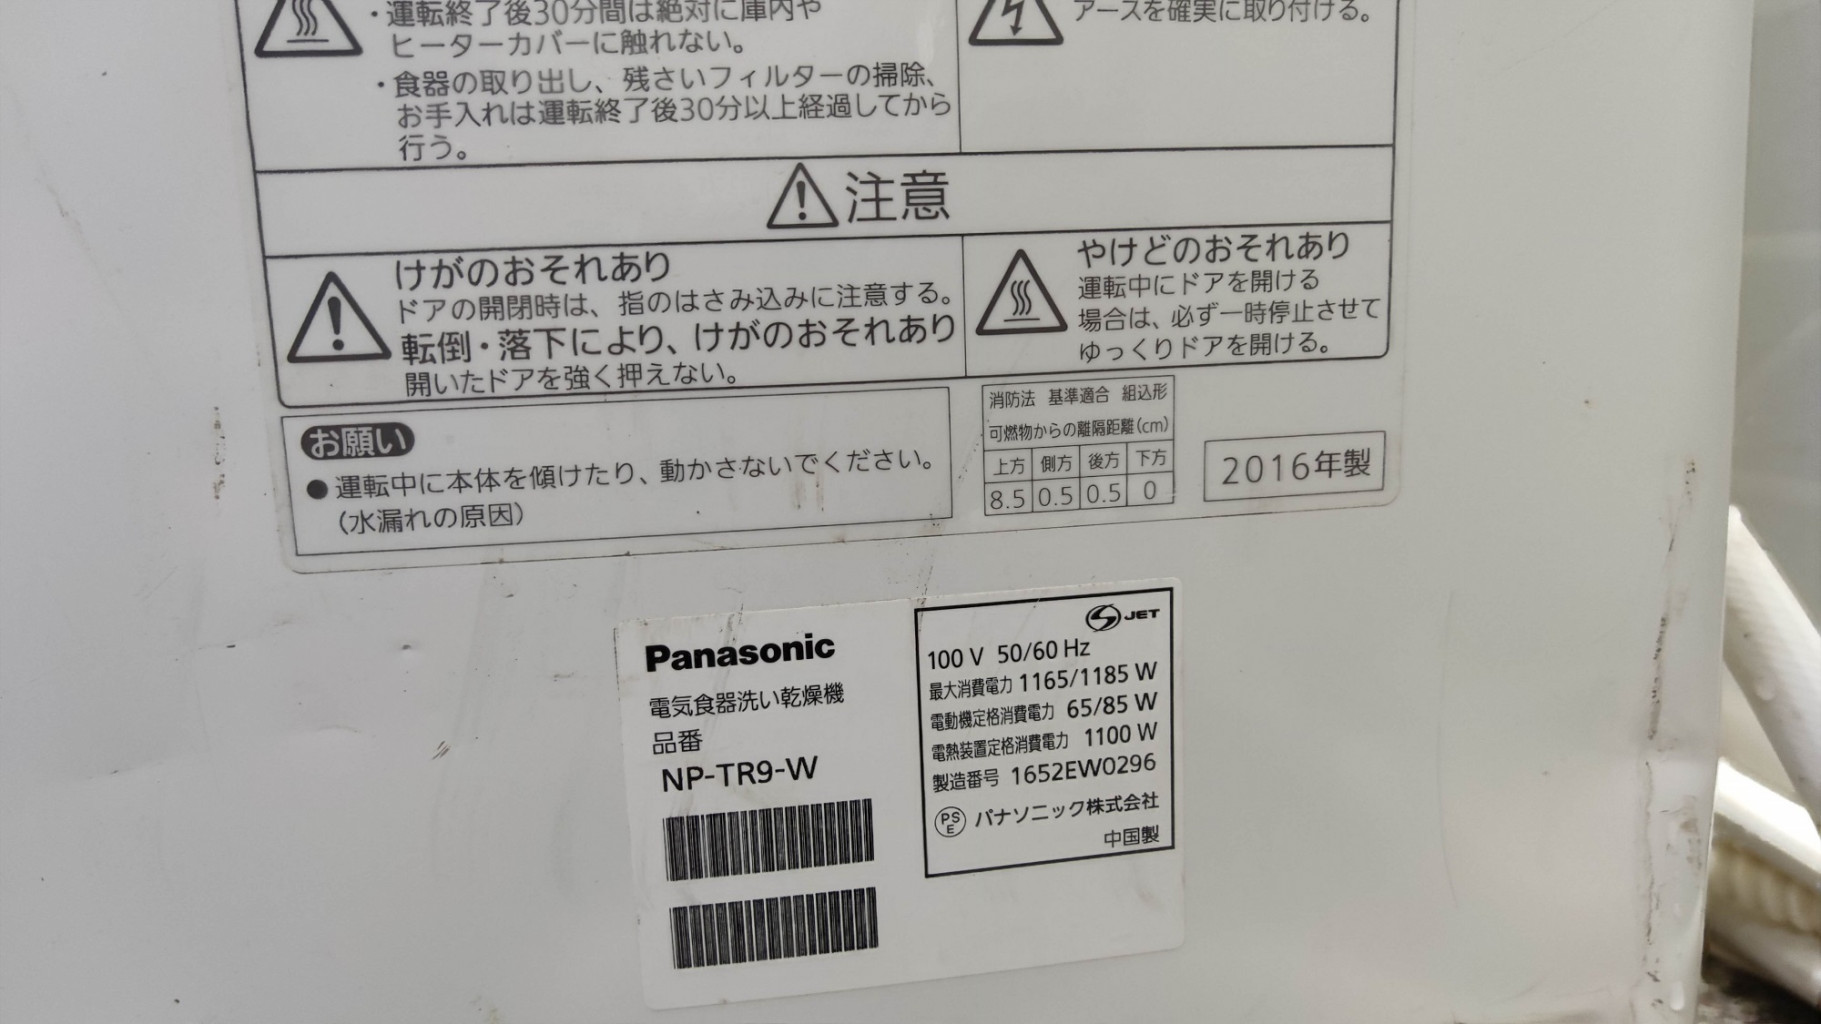 ・運転終了後30分間は絶対に庫内や
ヒーターカバーに触れない。
・食器の取り出し、残さいフィルターの掃除、
お手入れは運転終了後30分以上経過してから
行う。
アースを確実に取り付ける。
注意
けがのおそれあり
ドアの開閉時は、指のはさみ込みに注意する。
転倒・落下により、けがのおそれあり
開いたドアを強く押えない。
やけどのおそれあり
運転中にドアを開ける
場合は、必ず一時停止させて
ゆっくりドアを開ける。
お願い
●運転中に本体を傾けたり、動かさないでください。
（水漏れの原因）
消防法 基準適合 組込形
可燃物からの離隔距離(cm)
上方 側方 後方 下方
8.5 0.5 0.5 0
2016年製
Panasonic
電気食器洗い乾燥機
品番
NP-TR9-W
JET
100 V 50/60 Hz
最大消費電力 1165/1185 W
電動機定格消費電力 65/85 W
電熱装置定格消費電力 1100 W
製造番号 1652EW0296
PSE パナソニック株式会社
中国製